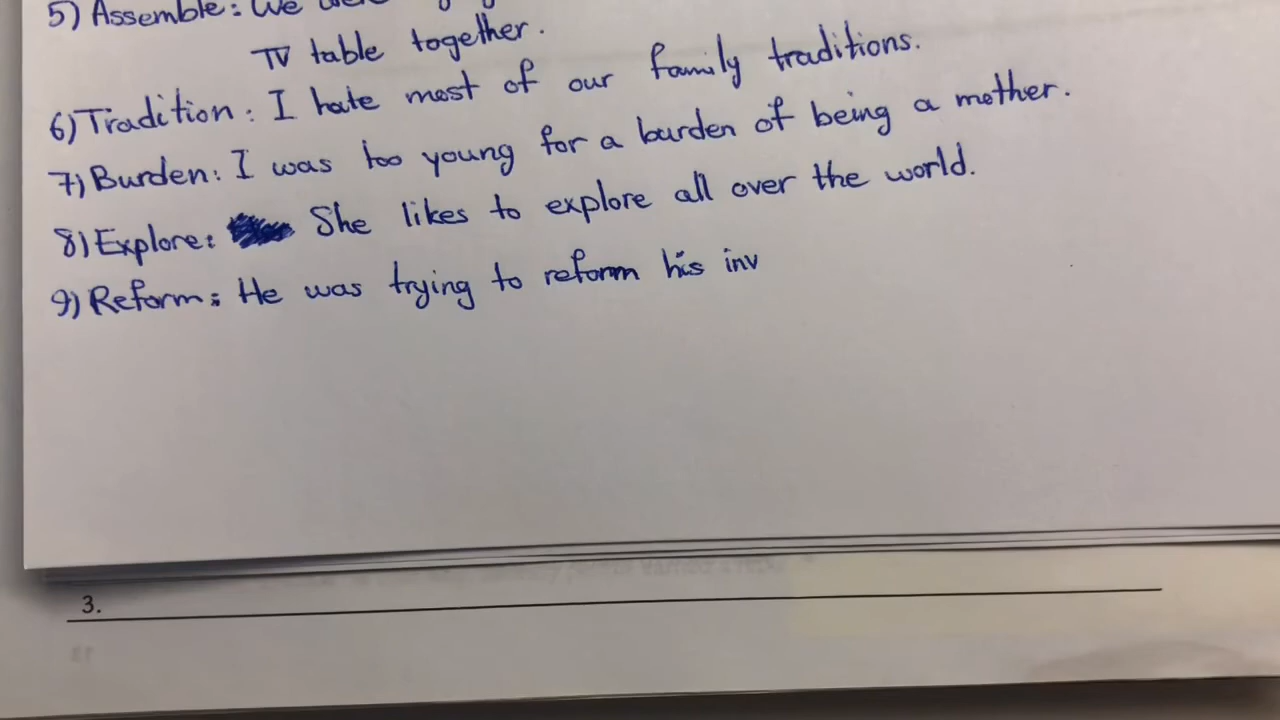 5) Assemble: We were
TV table together.
6) Tradition: I hate most of our family traditions.
7) Burden: I was too young for a burden of being a mother.
8) Explore: She likes to explore all over the world.
9) Reform: He was trying to reform his inv
3.